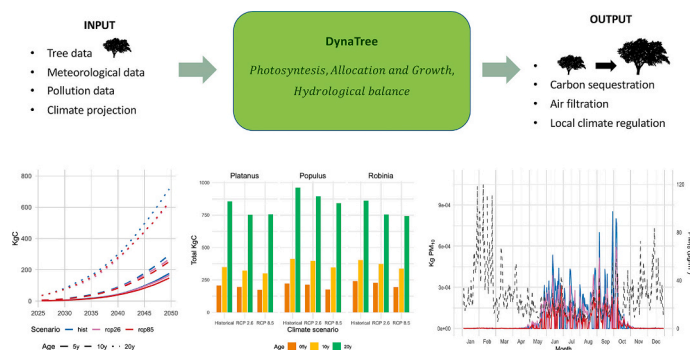 INPUT
Tree data
Meteorological data
Pollution data
Climate projection
DynaTree
Photosyntesis, Allocation and Growth,
Hydrological balance
OUTPUT
Carbon sequestration
Air filtration
Local climate regulation
KgC
800
600
400
200
0
2025 2030 2035 2040 2045 2050
Scenario hist rcp26 rcp85
Age 5y 10y 20y
Platanus Populus Robinia
Total KgC
1000
750
500
250
0
Historical RCP 2.6 RCP 8.5 Historical RCP 2.6 RCP 8.5 Historical RCP 2.6 RCP 8.5
Climate scenario
Age 05y 10y 20y
Kg PM10
9e-04
6e-04
3e-04
0e+00
120
80
40
0
Jan Feb Mar Apr May Jun Jul Aug Sep Oct Nov Dec
Month